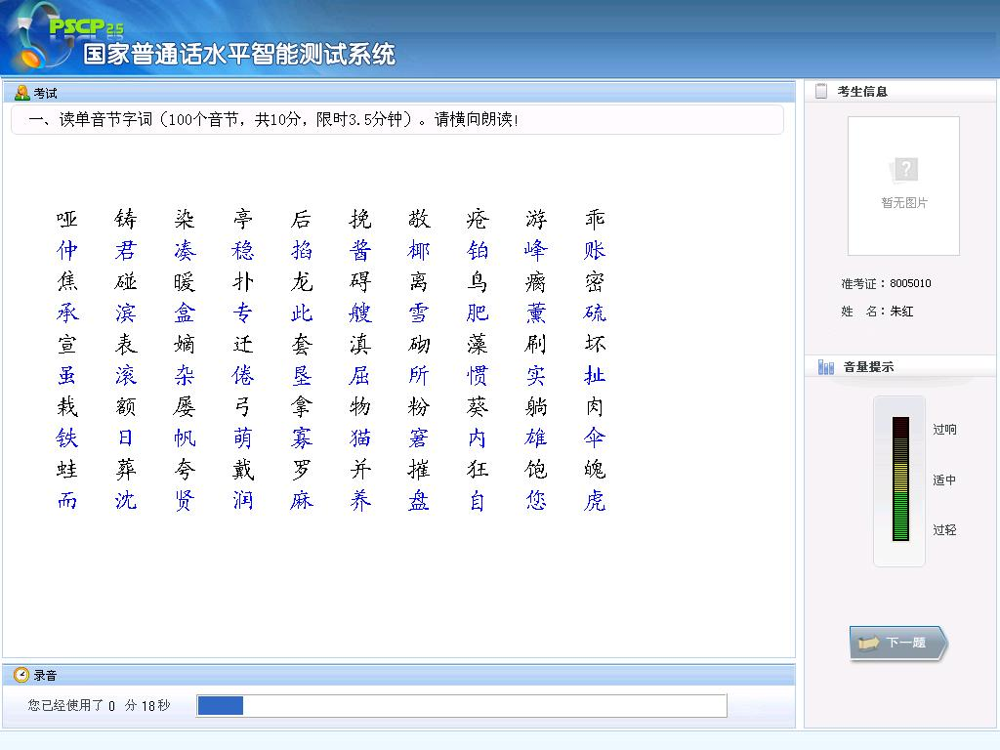 PSCP 2.5
国家普通话水平智能测试系统
考试
一、读单音节字词（100个音节，共10分，限时3.5分钟）。请横向朗读!
哑 铸 染 亭 后 挽 敬 疮 游 乖
仲 君 凑 稳 掐 酱 椰 铂 峰 账
焦 碰 暖 扑 龙 碍 离 鸟 瘸 密
承 滨 盒 专 此 艘 雪 肥 薰 硫
宣 表 嫡 迁 套 滇 砌 藻 刷 坏
虽 滚 杂 倦 垦 屈 所 惯 实 扯
栽 额 屡 弓 拿 物 粉 葵 躺 肉
铁 日 帆 萌 寡 猫 窘 内 雄 伞
蛙 葬 夸 戴 罗 并 摧 狂 饱 魄
而 沈 贤 润 麻 养 盘 自 您 虎
考生信息
?
暂无图片
准考证：8005010
姓 名：朱红
音量提示
过响
适中
过轻
下一题
录音
您已经使用了 0 分 18 秒